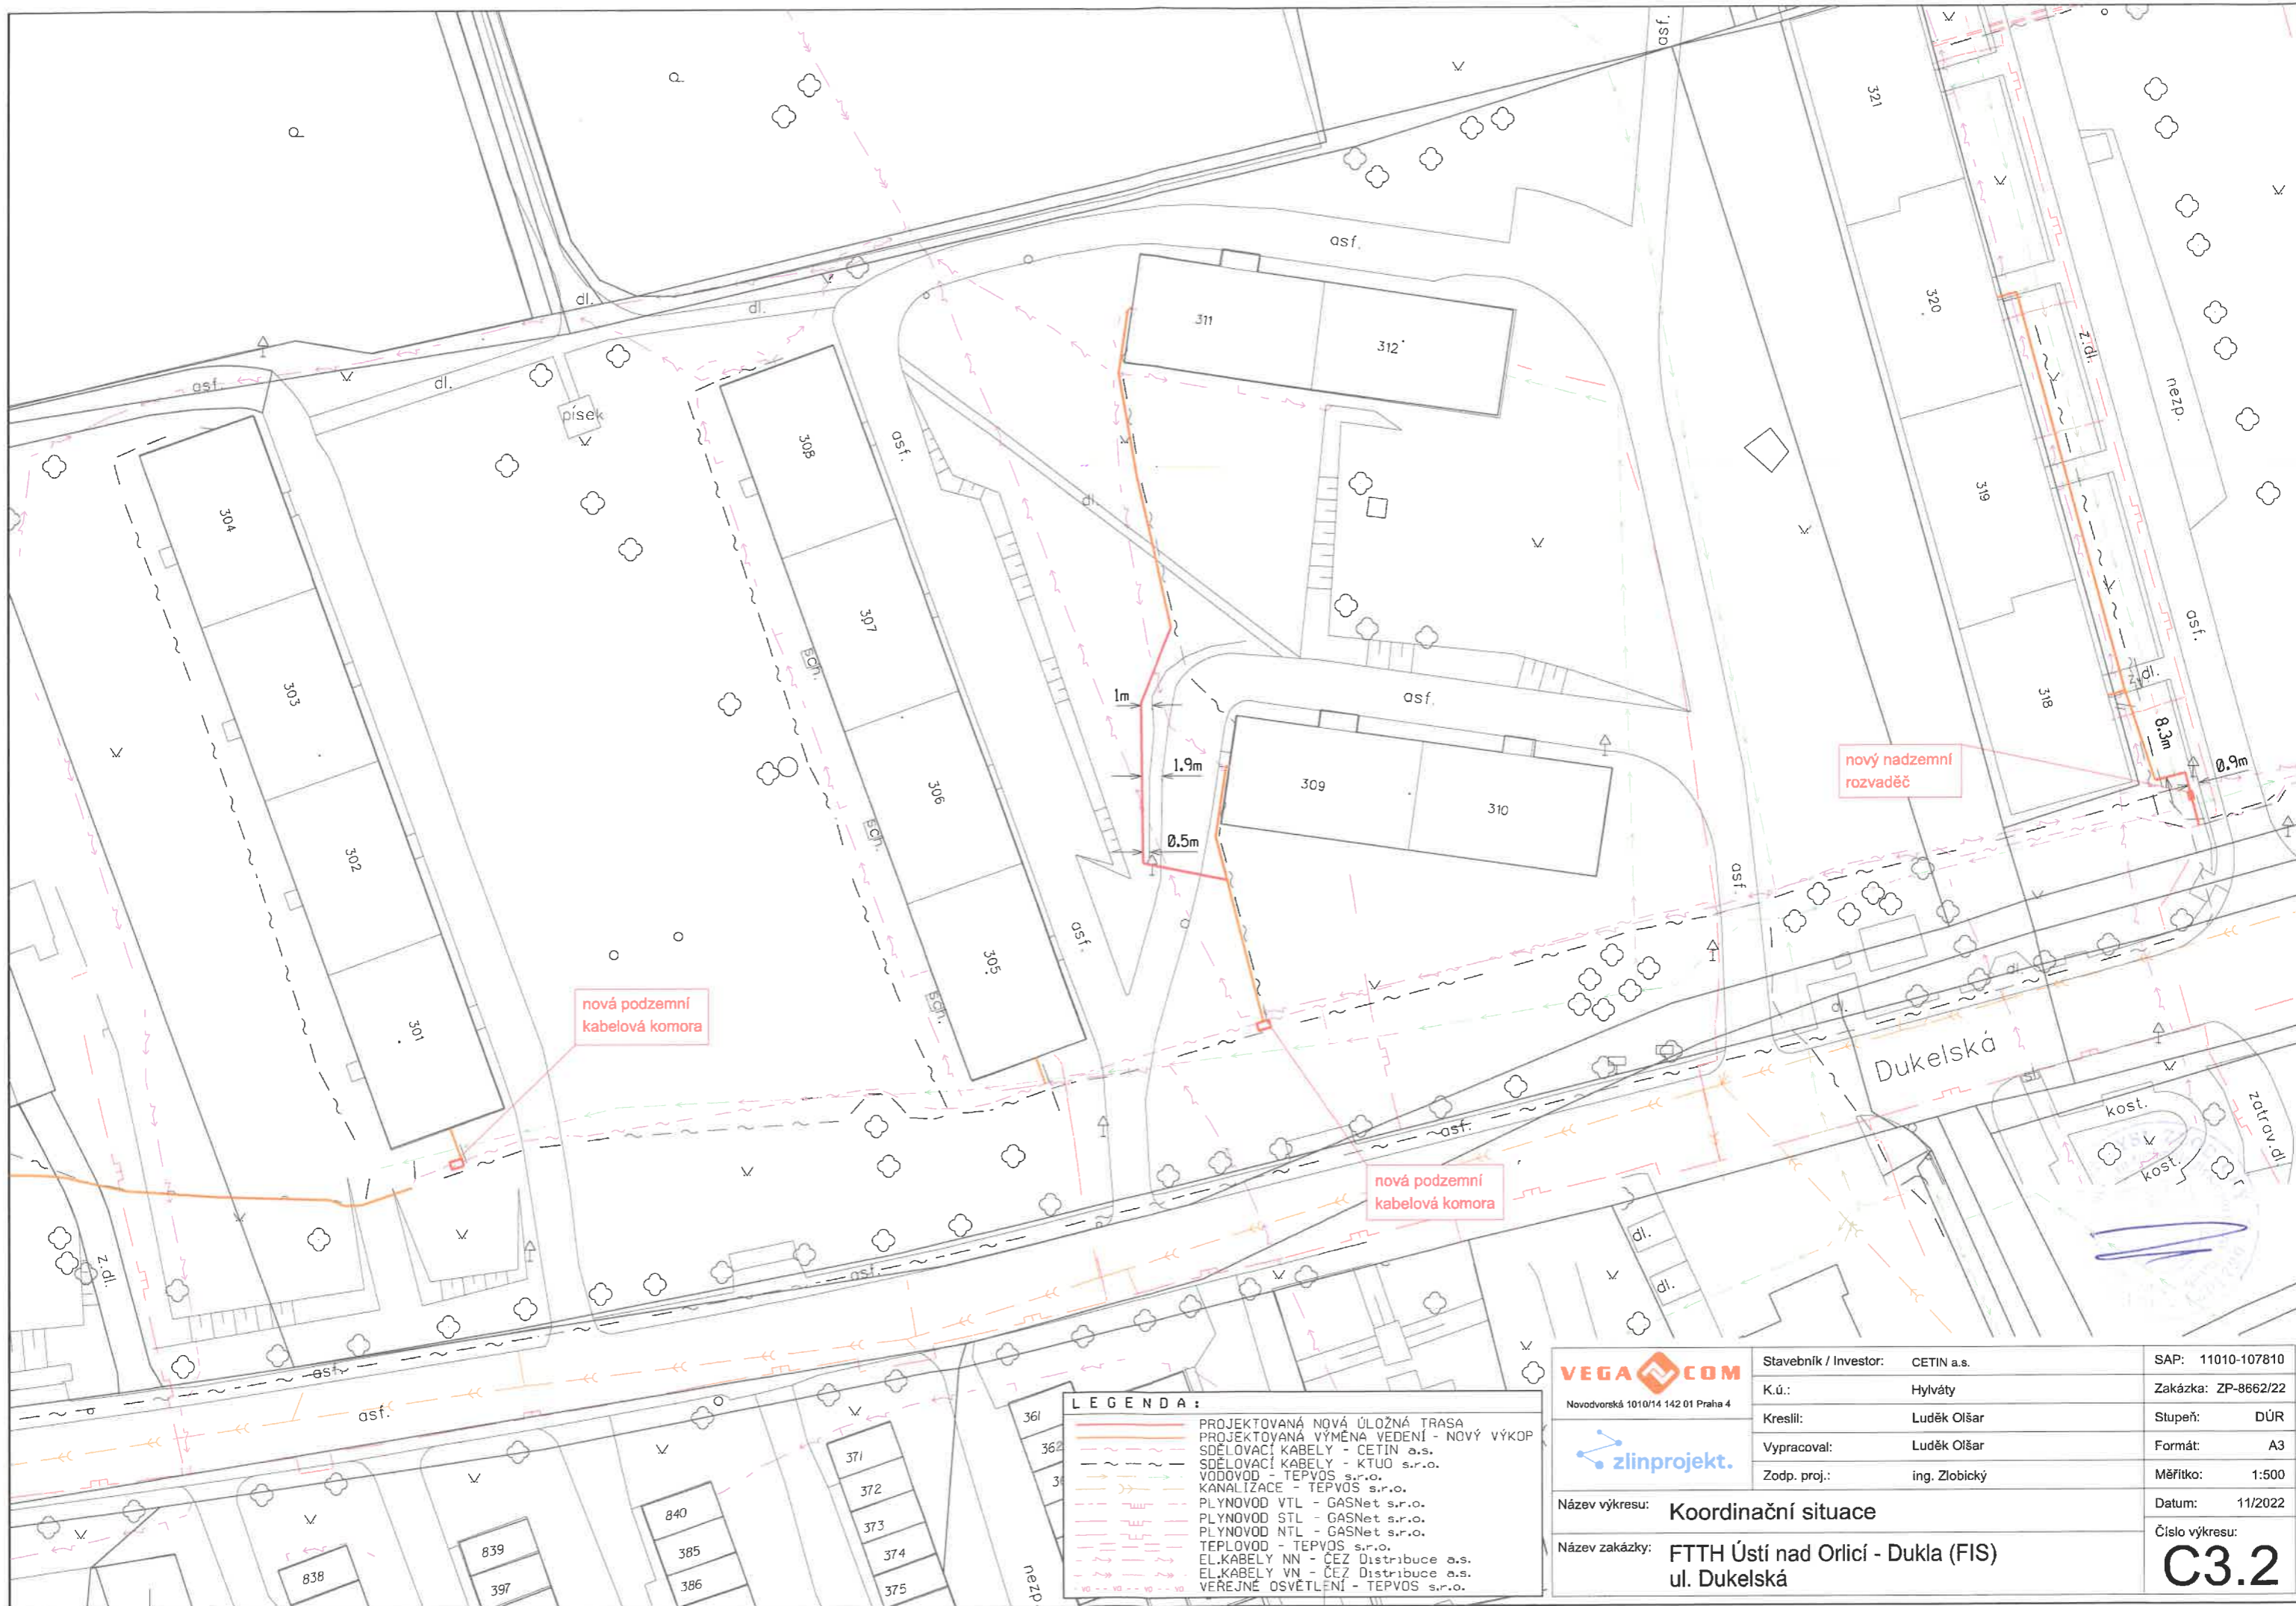 asf.
321
asf.
311
312
320
dl.
dl.
z.dl.
nezp.
asf.
dl.
písek
308
asf.
304
dl.
319
307
303
sch.
1m
asf.
asf.
318
dl.
8.3m
0.9m
nový nadzemní
rozvaděč
1.9m
309
310
306
302
sch.
0.5m
asf.
asf.
305
sch.
301
nová podzemní
kabelová komora
dl.
d.
Dukelská
kost.
kost.
zatrav.dl.
asf.
nová podzemní
kabelová komora
z.dl.
asf.
dl.
dl.
asf.
asf.
361
362
371
372
373
374
375
840
385
386
839
397
838
nezp.
LEGENDA:
PROJEKTOVANÁ NOVÁ ÚLOŽNÁ TRASA
PROJEKTOVANÁ VÝMĚNA VEDENÍ - NOVÝ VÝKOP
SDĚLOVACÍ KABELY - CETIN a.s.
SDĚLOVACÍ KABELY - KTUO s.r.o.
VODOVOD - TEPVOS s.r.o.
KANALIZACE - TEPVOS s.r.o.
PLYNOVOD VTL - GASNet s.r.o.
PLYNOVOD STL - GASNet s.r.o.
PLYNOVOD NTL - GASNet s.r.o.
TEPLOVOD - TEPVOS s.r.o.
EL.KABELY NN - ČEZ Distribuce a.s.
EL.KABELY VN - ČEZ Distribuce a.s.
VEŘEJNÉ OSVĚTLENÍ - TEPVOS s.r.o.
VEGA COM
Novodvorská 1010/14 142 01 Praha 4
zlinprojekt.
Stavebník / Investor: CETIN a.s.
SAP: 11010-107810
K.ú.: Hylváty
Zakázka: ZP-8662/22
Kreslil: Luděk Olšar
Stupeň: DÚR
Vypracoval: Luděk Olšar
Formát: A3
Zodp. proj.: ing. Zlobický
Měřítko: 1:500
Název výkresu: Koordinační situace
Datum: 11/2022
Název zakázky: FTTH Ústí nad Orlicí - Dukla (FIS)
ul. Dukelská
Číslo výkresu:
C3.2